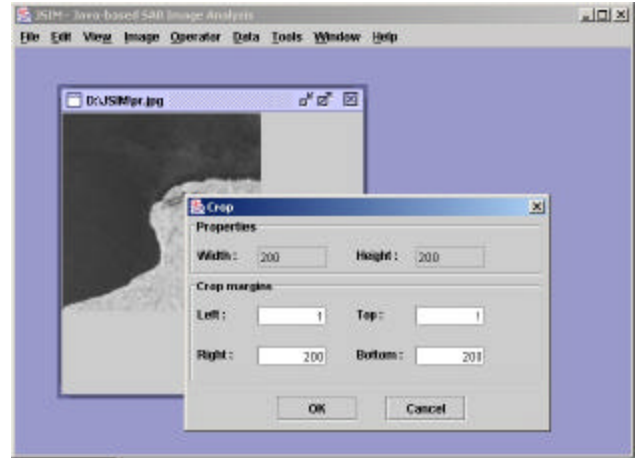 JSIM - Java-based SAR Image Analysis
File Edit View Image Operator Data Tools Window Help
D:\JSIM\pr.jpg
Crop
Properties
Width : 200 Height : 200
Crop margins
Left : 1 Top : 1
Right : 200 Bottom : 200
OK Cancel